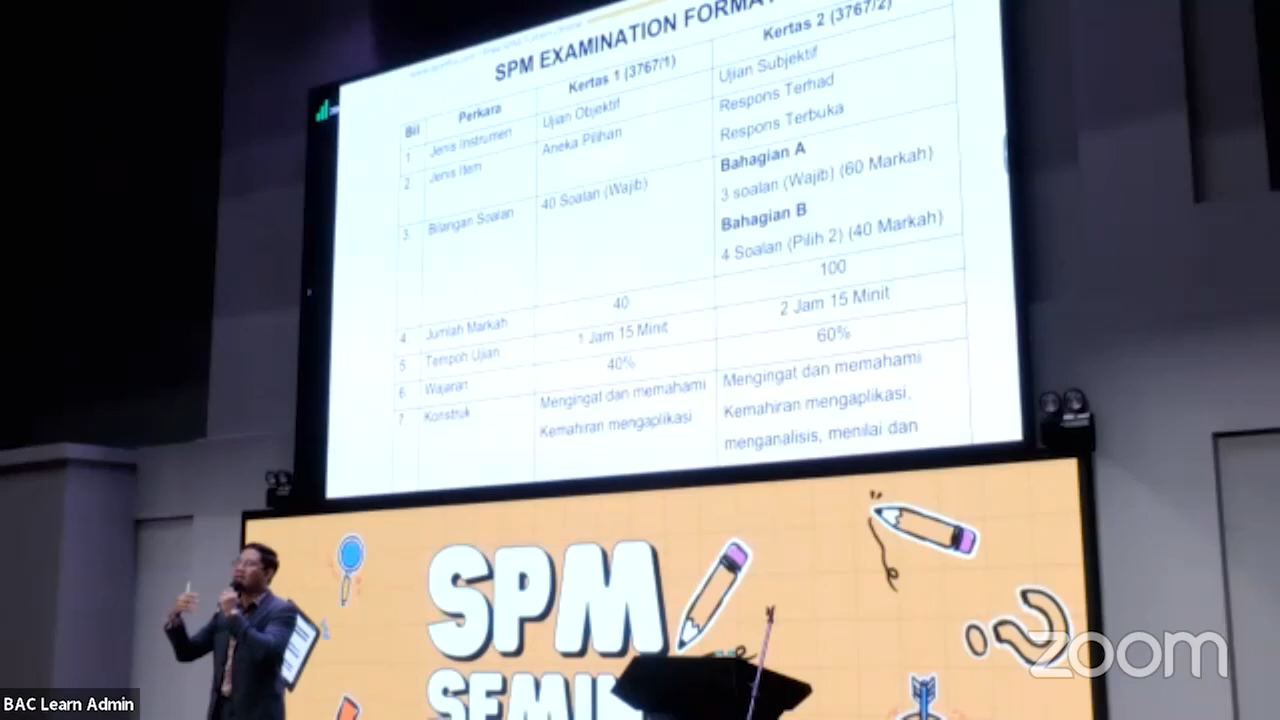 SPM EXAMINATION FORMAT
Bil Perkara Kertas 1 (3767/1) Kertas 2 (3767/2)
1 Jenis Instrumen Ujian Objektif Ujian Subjektif
2 Jenis Item Aneka Pilihan Respons Terhad
Respons Terbuka
3. Bilangan Soalan 40 Soalan (Wajib) Bahagian A
3 soalan (Wajib) (60 Markah)
Bahagian B
4 Soalan (Pilih 2) (40 Markah)
4 Jumlah Markah 40 100
5 Tempoh Ujian 1 Jam 15 Minit 2 Jam 15 Minit
6 Wajaran 40% 60%
7 Konstruk Mengingat dan memahami Mengingat dan memahami
Kemahiran mengaplikasi Kemahiran mengaplikasi,
menganalisis, menilai dan
SPM
SEMIN
zoom
BAC Learn Admin